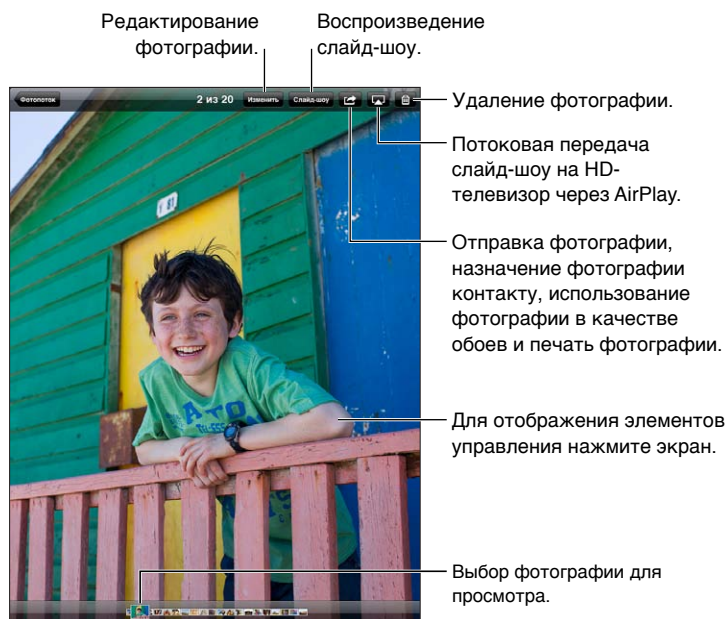 Редактирование
фотографии.
Воспроизведение
слайд-шоу.
Фотопоток
2 из 20
Изменить
Слайд-шоу
Удаление фотографии.
Потоковая передача
слайд-шоу на HD-
телевизор через AirPlay.
Y 81
Отправка фотографии,
назначение фотографии
контакту, использование
фотографии в качестве
обоев и печать фотографии.
Для отображения элементов
управления нажмите экран.
Выбор фотографии для
просмотра.